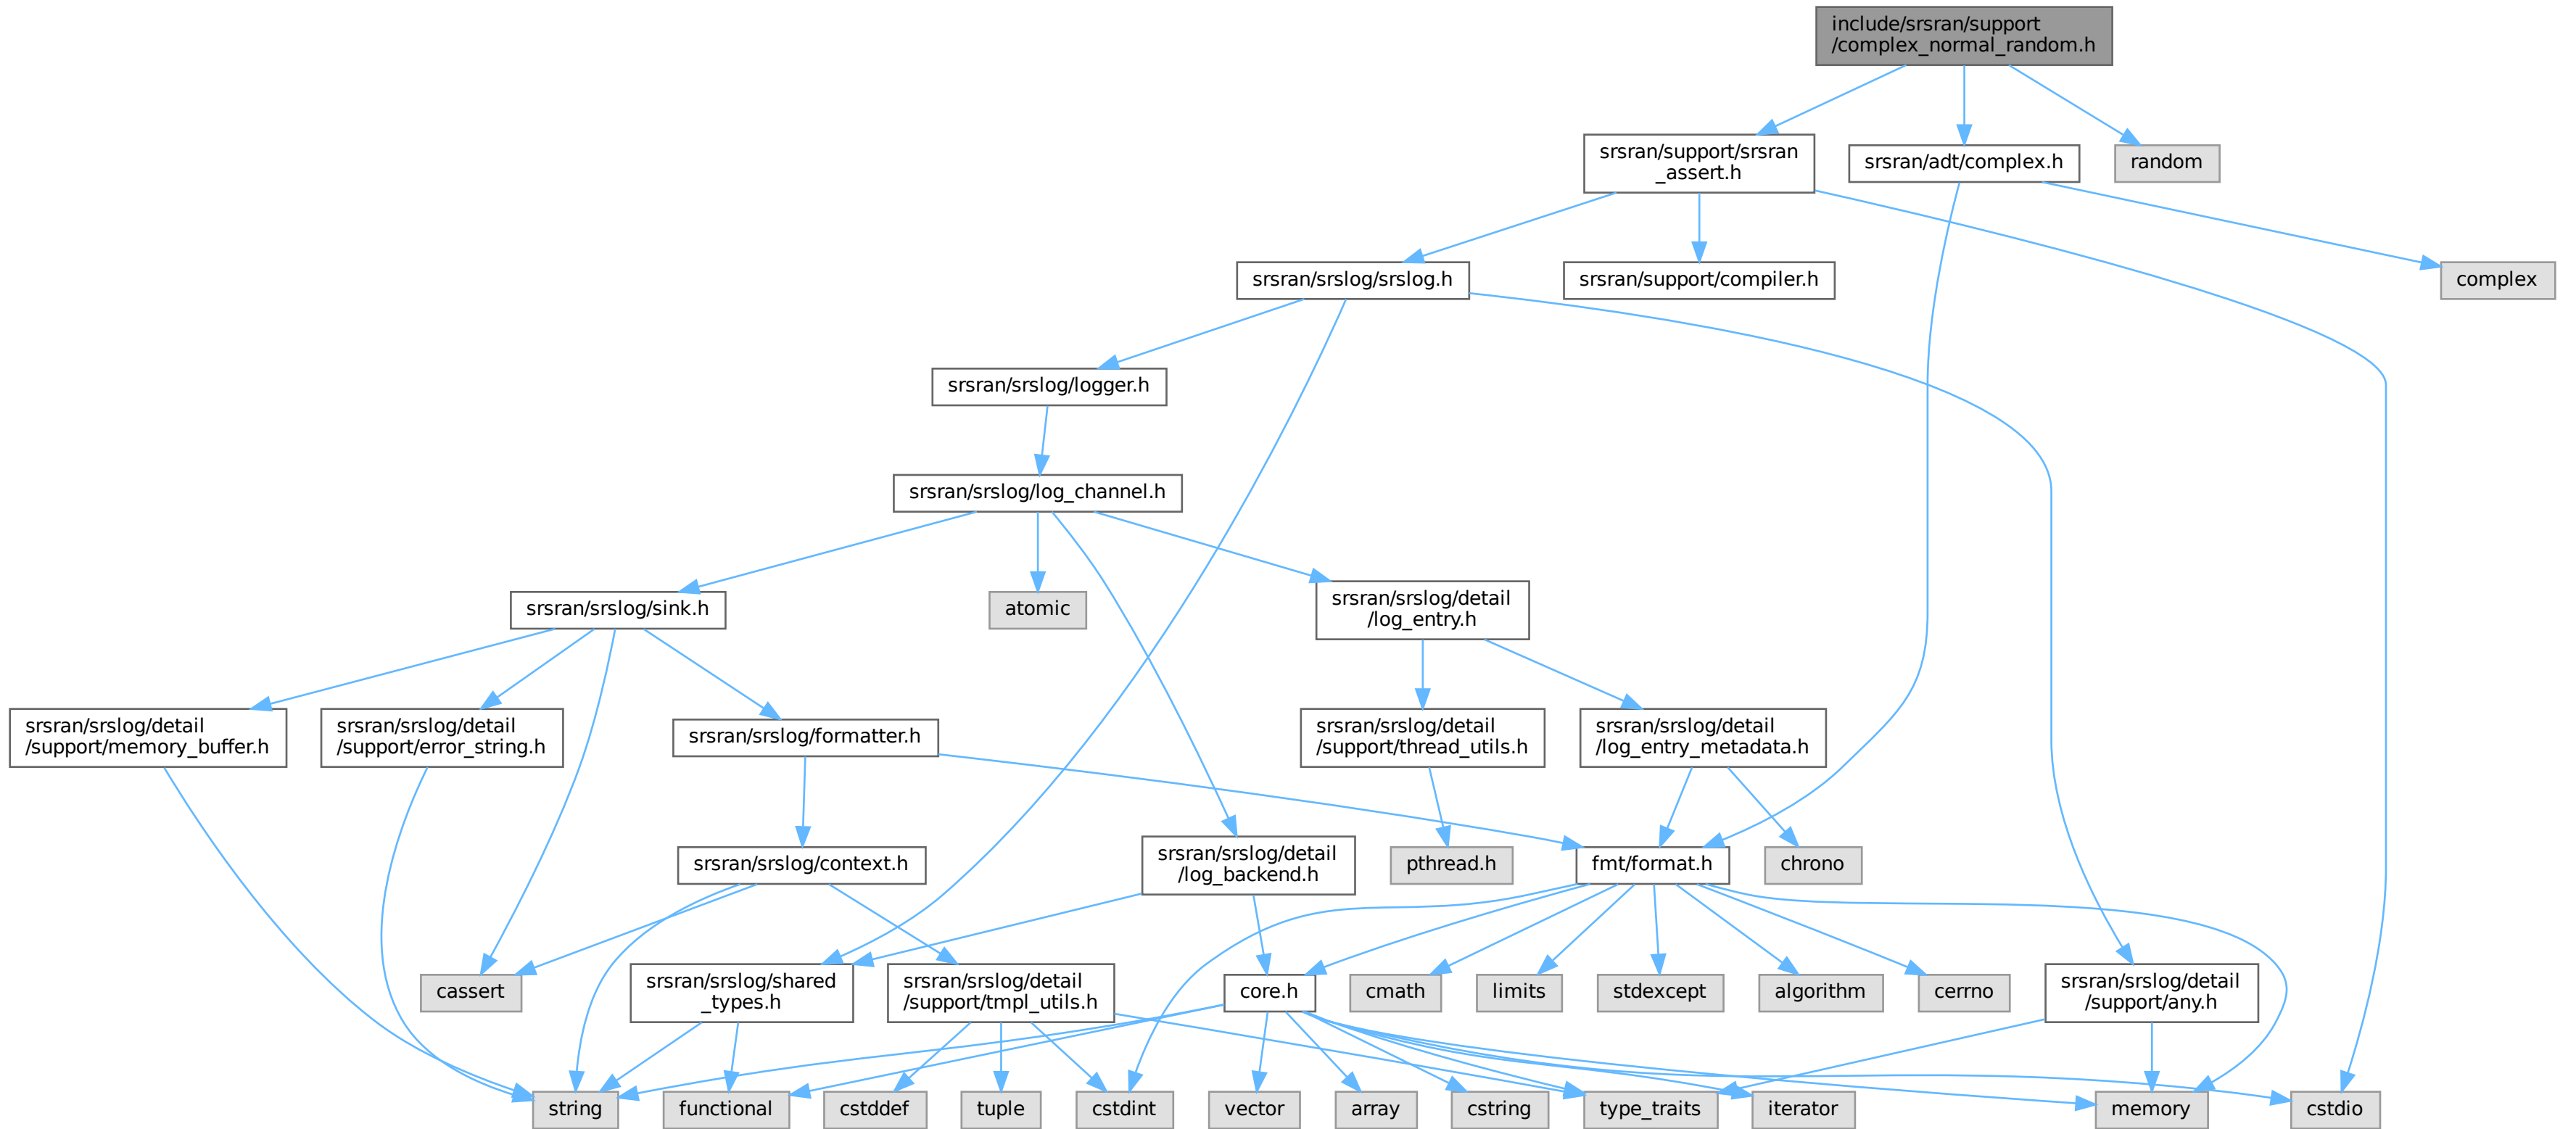 include/srsran/support
/complex_normal_random.h
srsran/support/srsran
_assert.h
srsran/adt/complex.h
random
srsran/srslog/srslog.h
srsran/support/compiler.h
complex
srsran/srslog/logger.h
srsran/srslog/log_channel.h
srsran/srslog/sink.h
atomic
srsran/srslog/detail
/log_entry.h
srsran/srslog/detail
/support/memory_buffer.h
srsran/srslog/detail
/support/error_string.h
srsran/srslog/formatter.h
srsran/srslog/detail
/support/thread_utils.h
srsran/srslog/detail
/log_entry_metadata.h
srsran/srslog/context.h
srsran/srslog/detail
/log_backend.h
pthread.h
fmt/format.h
chrono
cassert
srsran/srslog/shared
_types.h
srsran/srslog/detail
/support/tmpl_utils.h
core.h
cmath
limits
stdexcept
algorithm
cerrno
srsran/srslog/detail
/support/any.h
string
functional
cstddef
tuple
cstdint
vector
array
cstring
type_traits
iterator
memory
cstdio